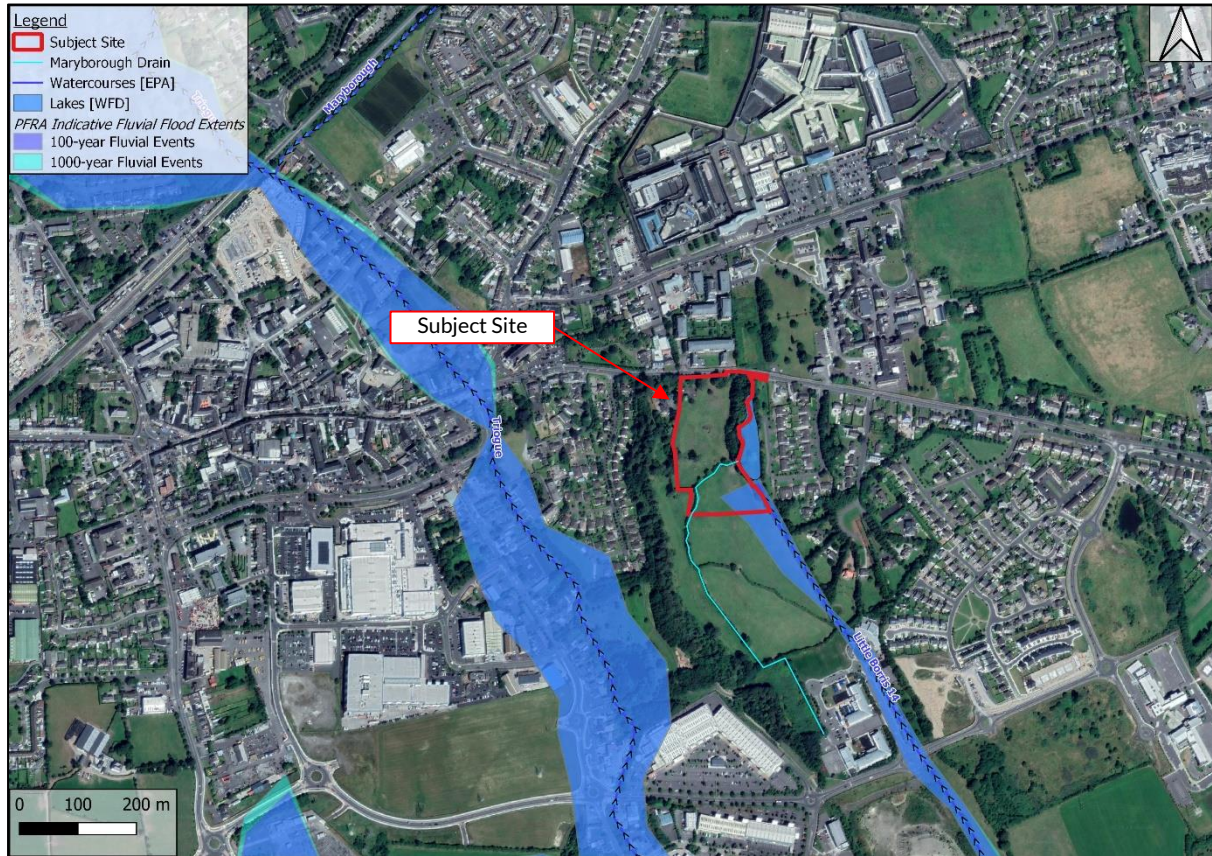 Legend
Subject Site
Maryborough Drain
Watercourses [EPA]
Lakes [WFD]
PFRA Indicative Fluvial Flood Extents
100-year Fluvial Events
1000-year Fluvial Events
Maryborough
Subject Site
Triogue
Little Borris 14
0 100 200 m